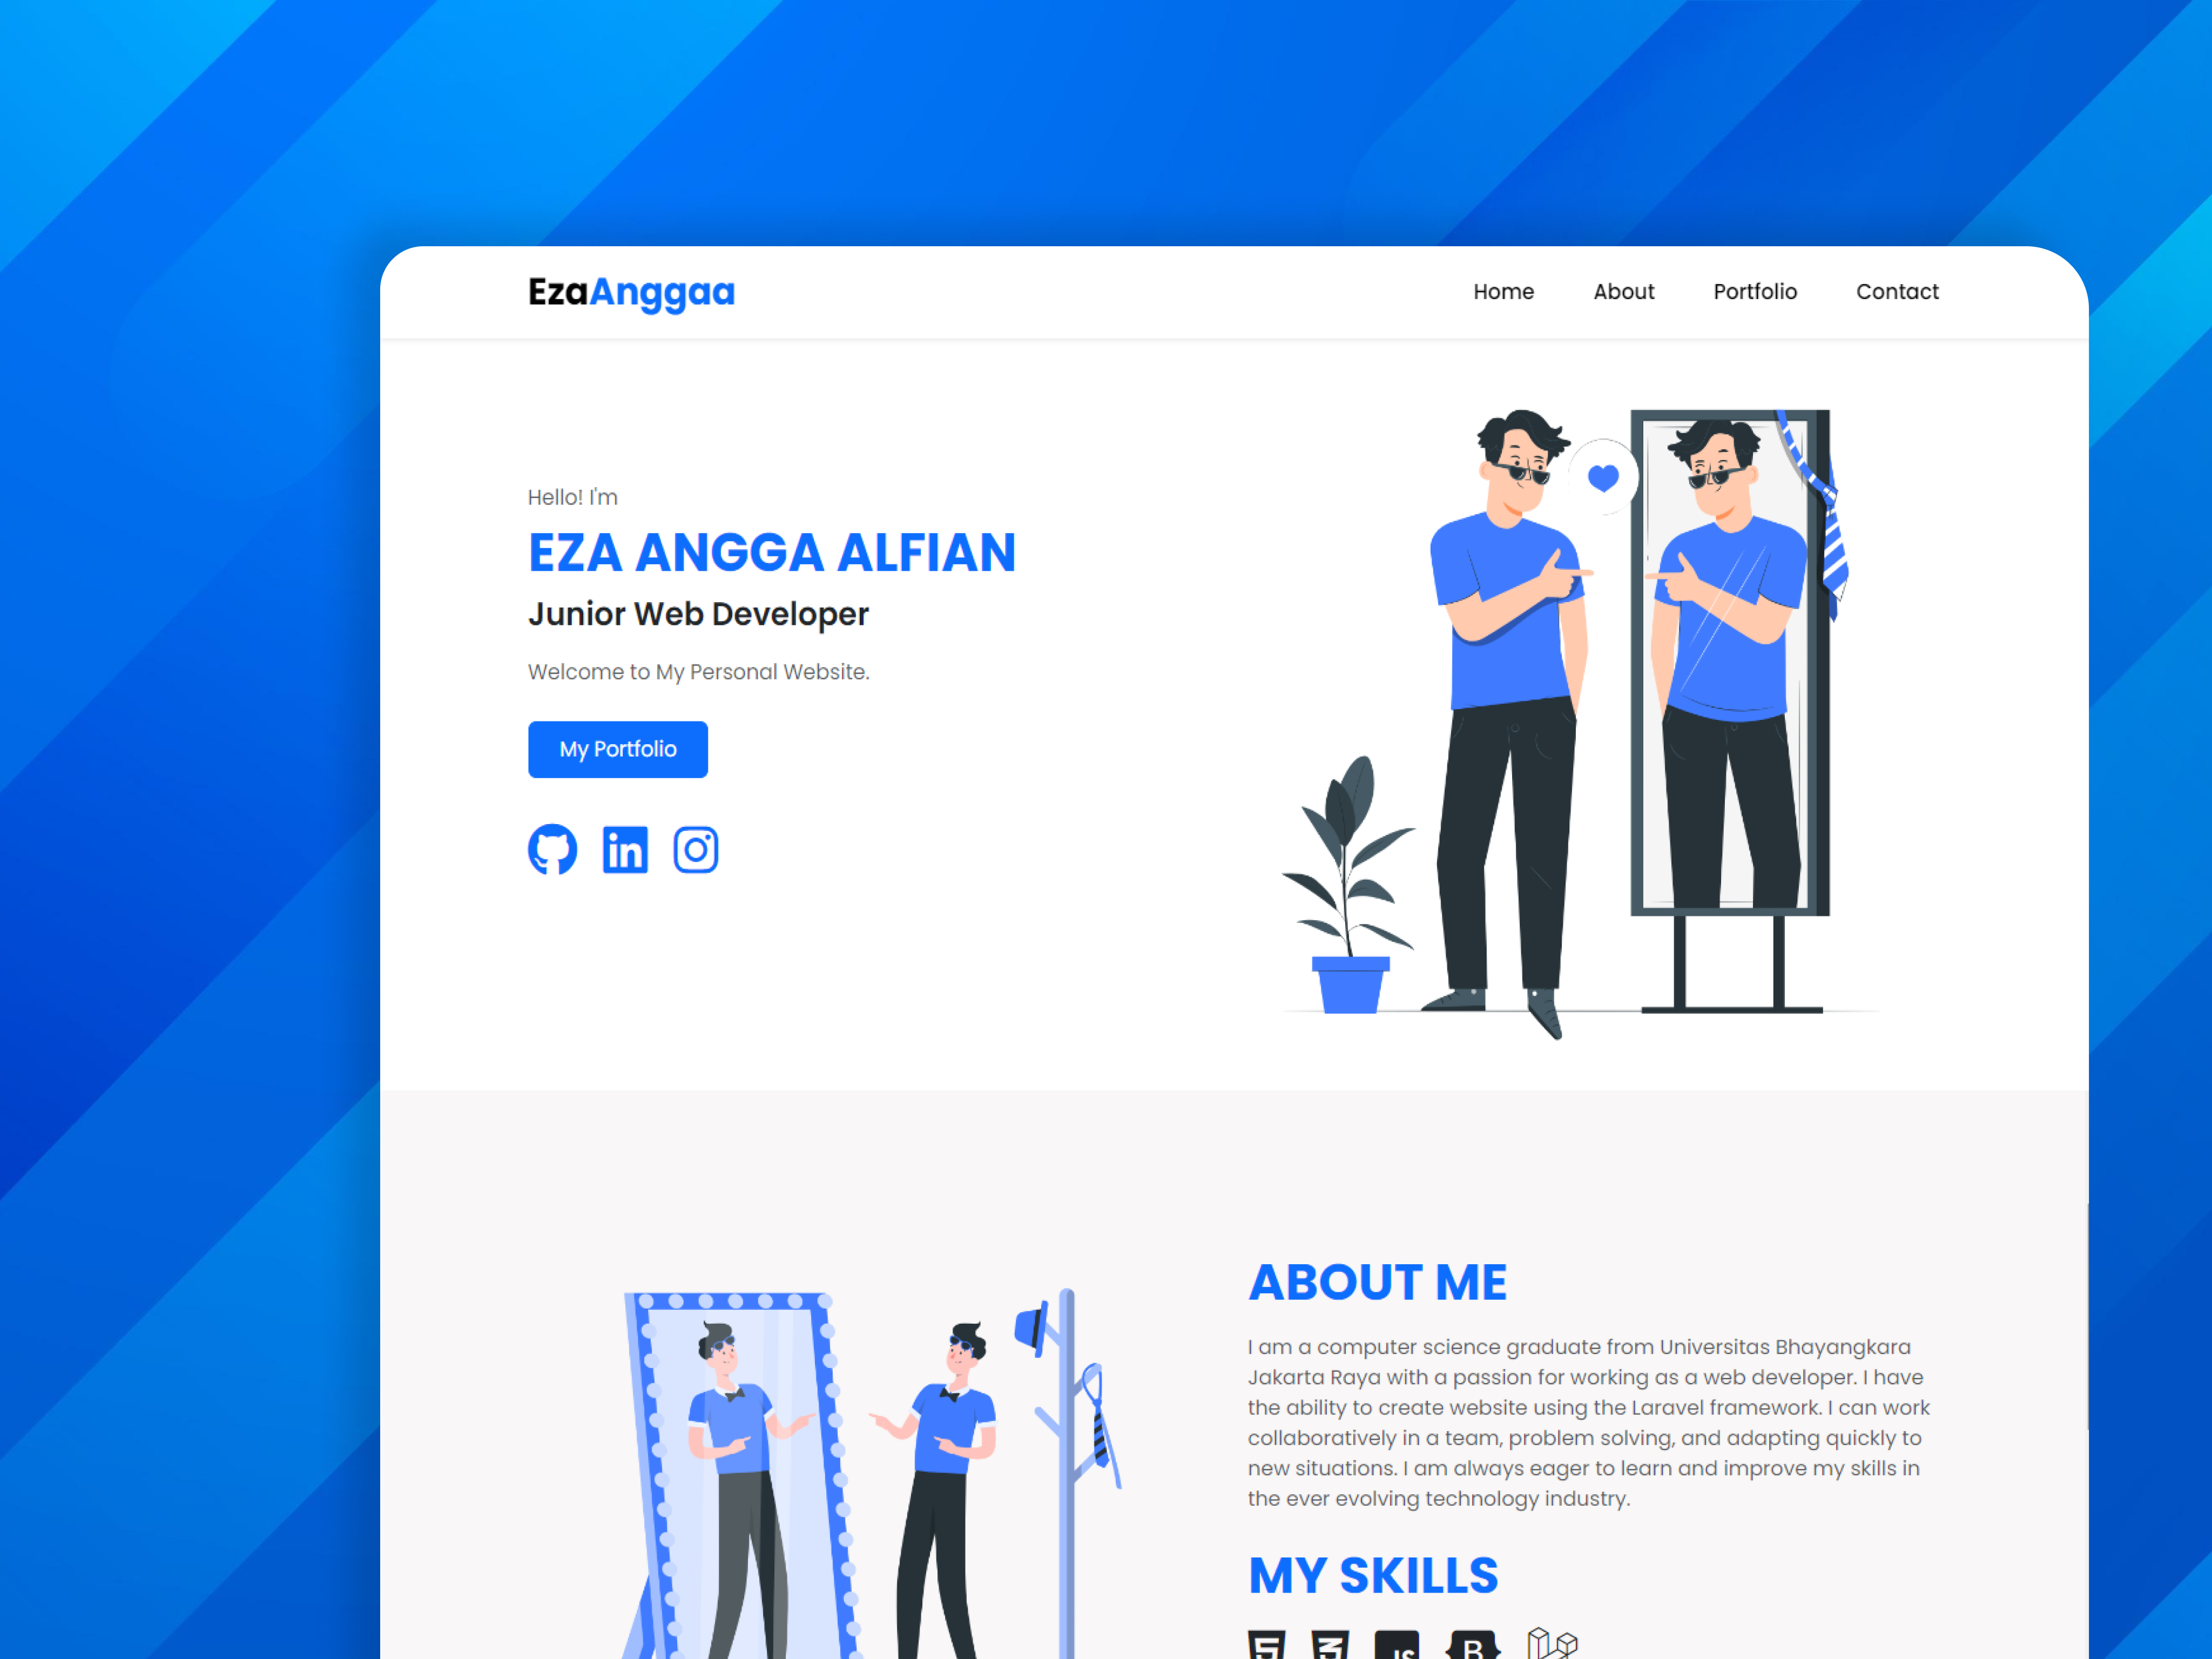 EzaAnggaa
Home About Portfolio Contact
Hello! I'm
EZA ANGGA ALFIAN
Junior Web Developer
Welcome to My Personal Website.
My Portfolio
in
ABOUT ME
I am a computer science graduate from Universitas Bhayangkara
Jakarta Raya with a passion for working as a web developer. I have
the ability to create website using the Laravel framework. I can work
collaboratively in a team, problem solving, and adapting quickly to
new situations. I am always eager to learn and improve my skills in
the ever evolving technology industry.
MY SKILLS
5 3 JS B